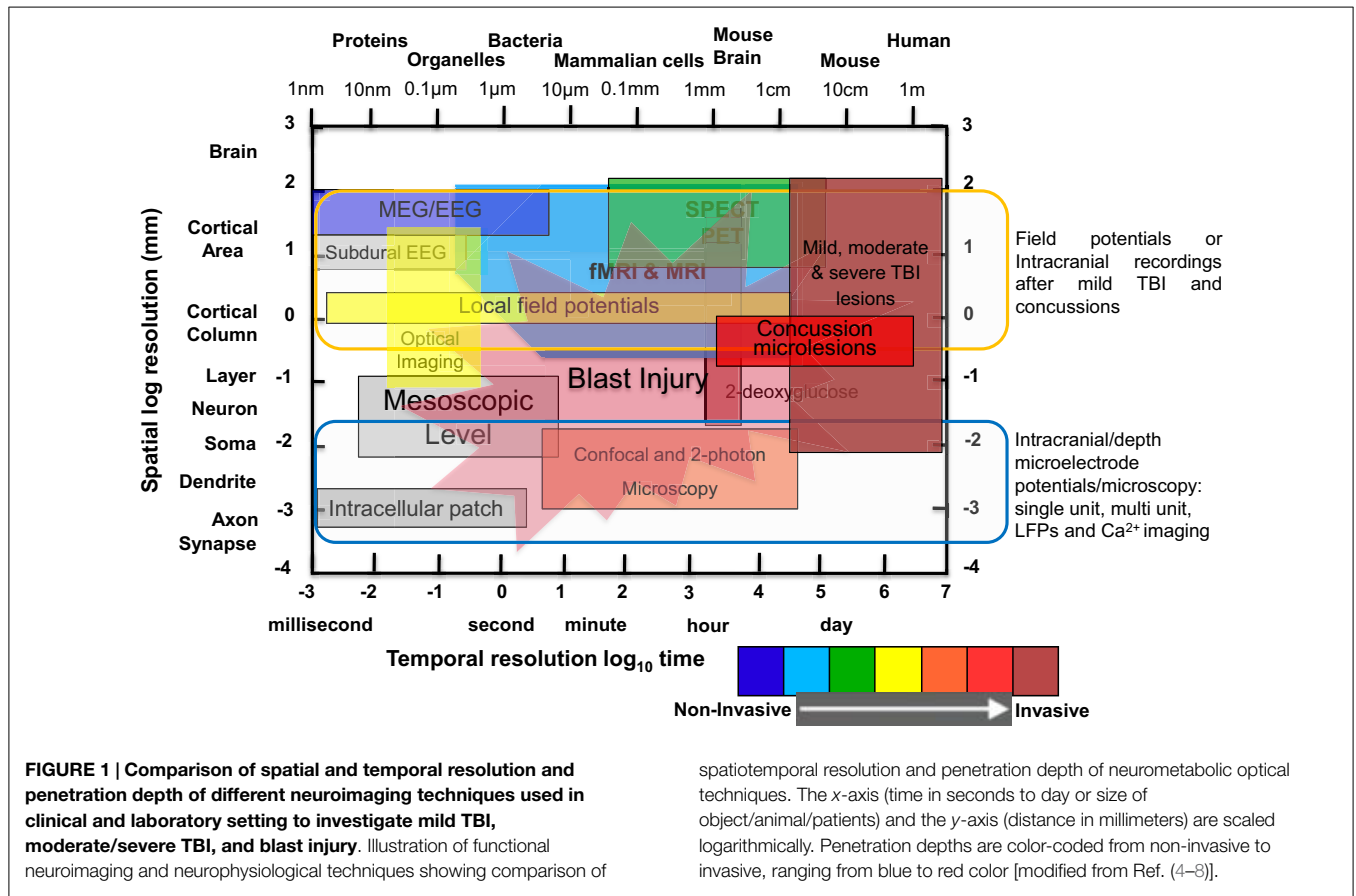 Proteins Bacteria Mouse Human
Organelles Mammalian cells Brain Mouse
1nm 10nm 0.1µm 1µm 10µm 0.1mm 1mm 1cm 10cm 1m
3 3
Brain
2 2
MEG/EEG SPECT
PET
Cortical
Area
Subdural EEG
1 1
Mild, moderate
& severe TBI
lesions
fMRI & MRI
Local field potentials
Cortical
Column
0 0
Optical
Imaging
Concussion
microlesions
Layer
-1 -1
Blast Injury
2-deoxyglucose
Mesoscopic
Level
Neuron
Soma
-2 -2
Confocal and 2-photon
Microscopy
Dendrite
-3 -3
Intracellular patch
Axon
Synapse
-4 -4
Spatial log resolution (mm)
Field potentials or
Intracranial recordings
after mild TBI and
concussions
Intracranial/depth
microelectrode
potentials/microscopy:
single unit, multi unit,
LFPs and Ca²⁺ imaging
-3 -2 -1 0 1 2 3 4 5 6 7
millisecond second minute hour day
Temporal resolution log₁₀ time
Non-Invasive Invasive
FIGURE 1 | Comparison of spatial and temporal resolution and
penetration depth of different neuroimaging techniques used in
clinical and laboratory setting to investigate mild TBI,
moderate/severe TBI, and blast injury. Illustration of functional
neuroimaging and neurophysiological techniques showing comparison of
spatiotemporal resolution and penetration depth of neurometabolic optical
techniques. The x-axis (time in seconds to day or size of
object/animal/patients) and the y-axis (distance in millimeters) are scaled
logarithmically. Penetration depths are color-coded from non-invasive to
invasive, ranging from blue to red color [modified from Ref. (4–8)].